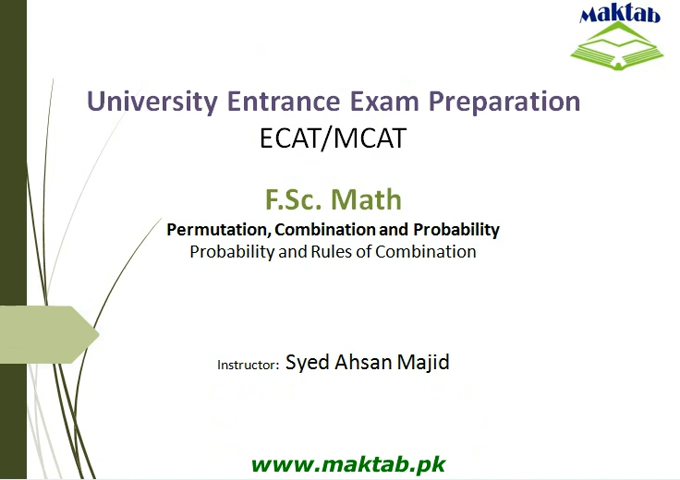 Maktab
University Entrance Exam Preparation
ECAT/MCAT
F.Sc. Math
Permutation, Combination and Probability
Probability and Rules of Combination
Instructor: Syed Ahsan Majid
www.maktab.pk